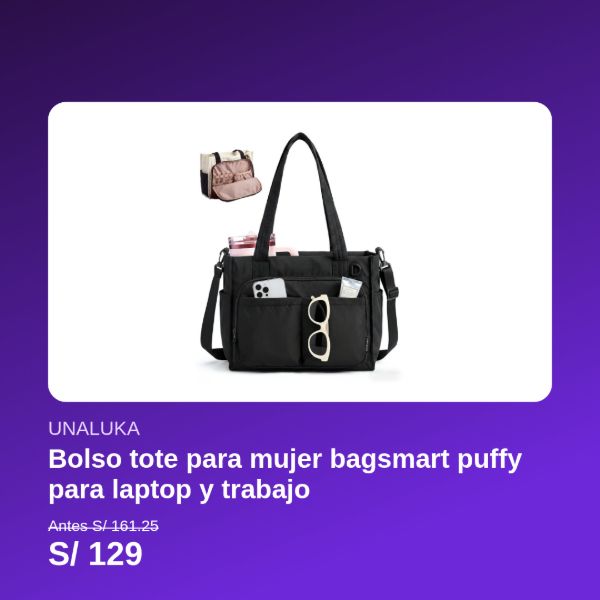 UNALUKA
Bolso tote para mujer bagsmart puffy
para laptop y trabajo
Antes S/ 161.25
S/ 129